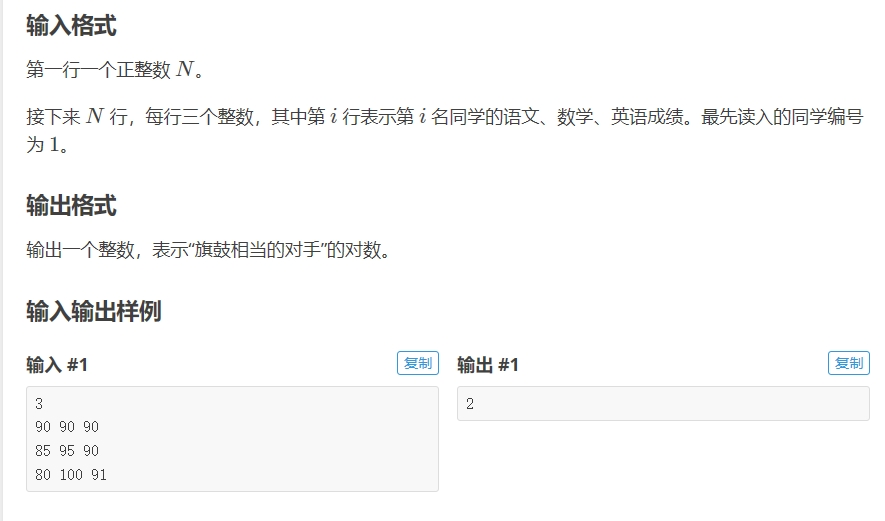 输入格式
第一行一个正整数 N。
接下来 N 行，每行三个整数，其中第 i 行表示第 i 名同学的语文、数学、英语成绩。最先读入的同学编号
为 1。
输出格式
输出一个整数，表示“旗鼓相当的对手”的对数。
输入输出样例
输入 #1
复制
3
90 90 90
85 95 90
80 100 91
输出 #1
复制
2